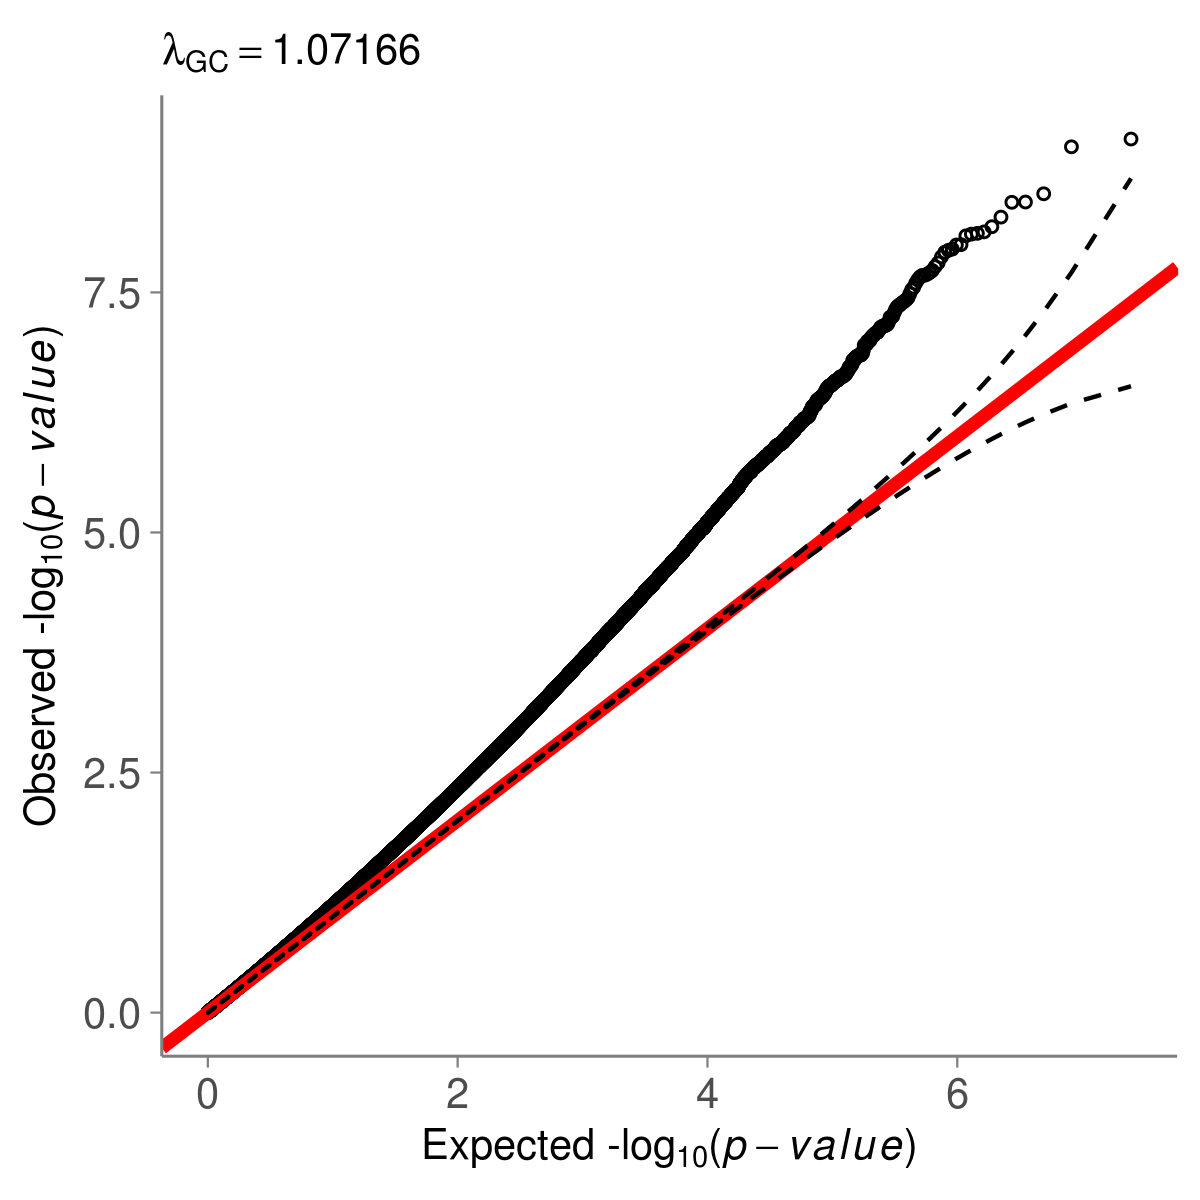 λGC = 1.07166
Observed -log10(p − value)
7.5
5.0
2.5
0.0
0 2 4 6
Expected -log10(p − value)